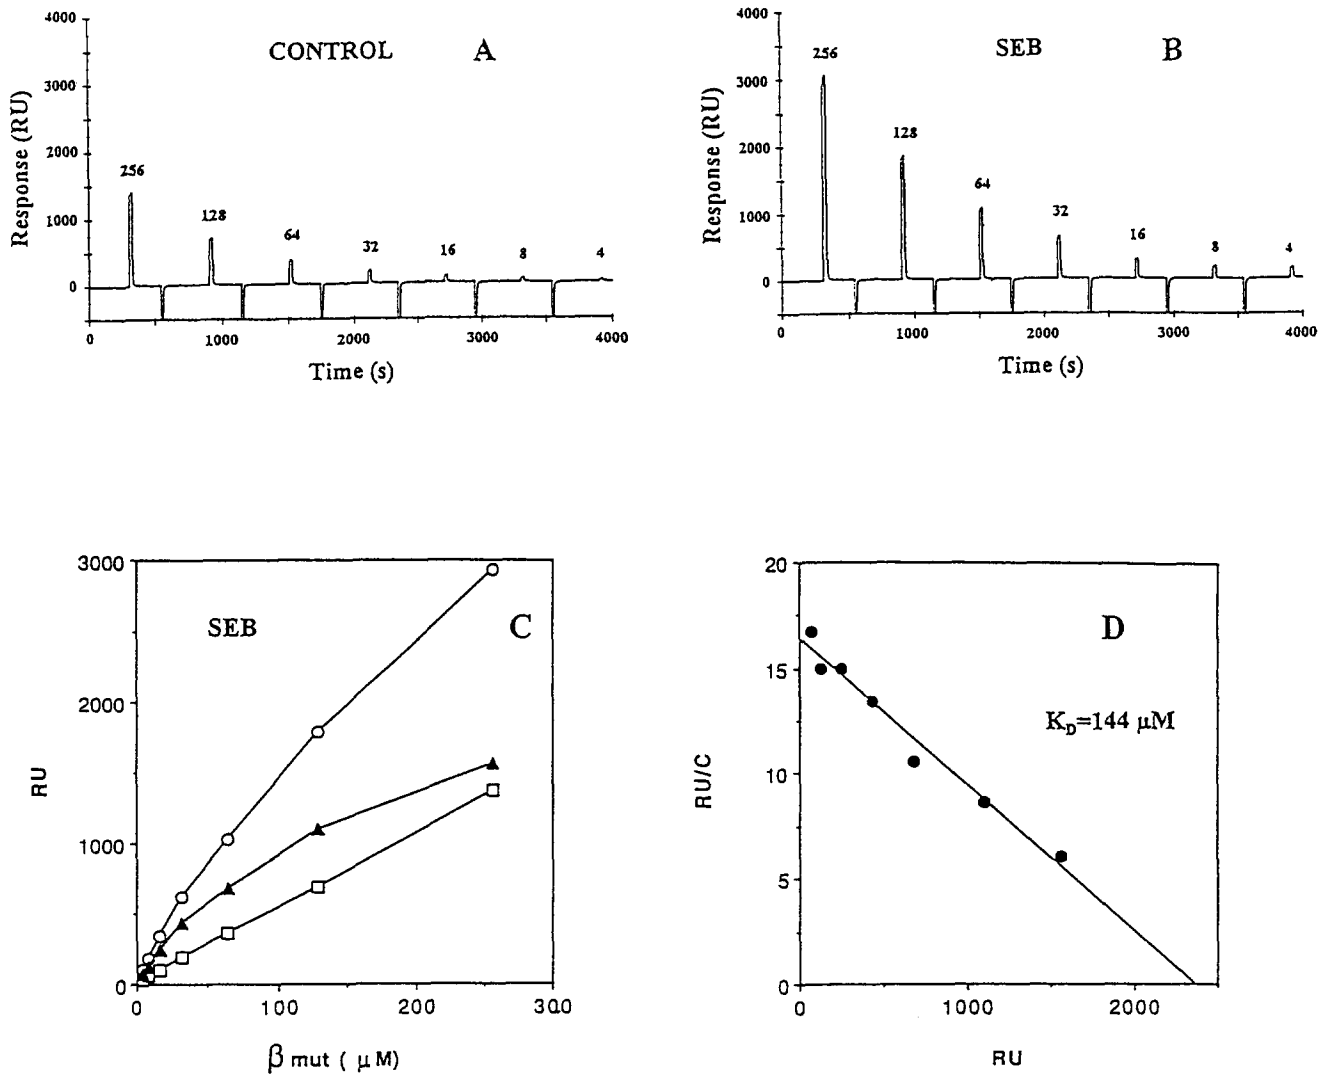 CONTROL A
4000
3000
2000
1000
0
Response (RU)
256
128
64
32
16
8
4
0 1000 2000 3000 4000
Time (s)
SEB B
4000
3000
2000
1000
0
Response (RU)
256
128
64
32
16
8
4
0 1000 2000 3000 4000
Time (s)
SEB C
3000
2000
1000
0
RU
0 100 200 300
β mut ( μM)
D
20
15
10
5
0
RU/C
K_D=144 μM
0 1000 2000
RU